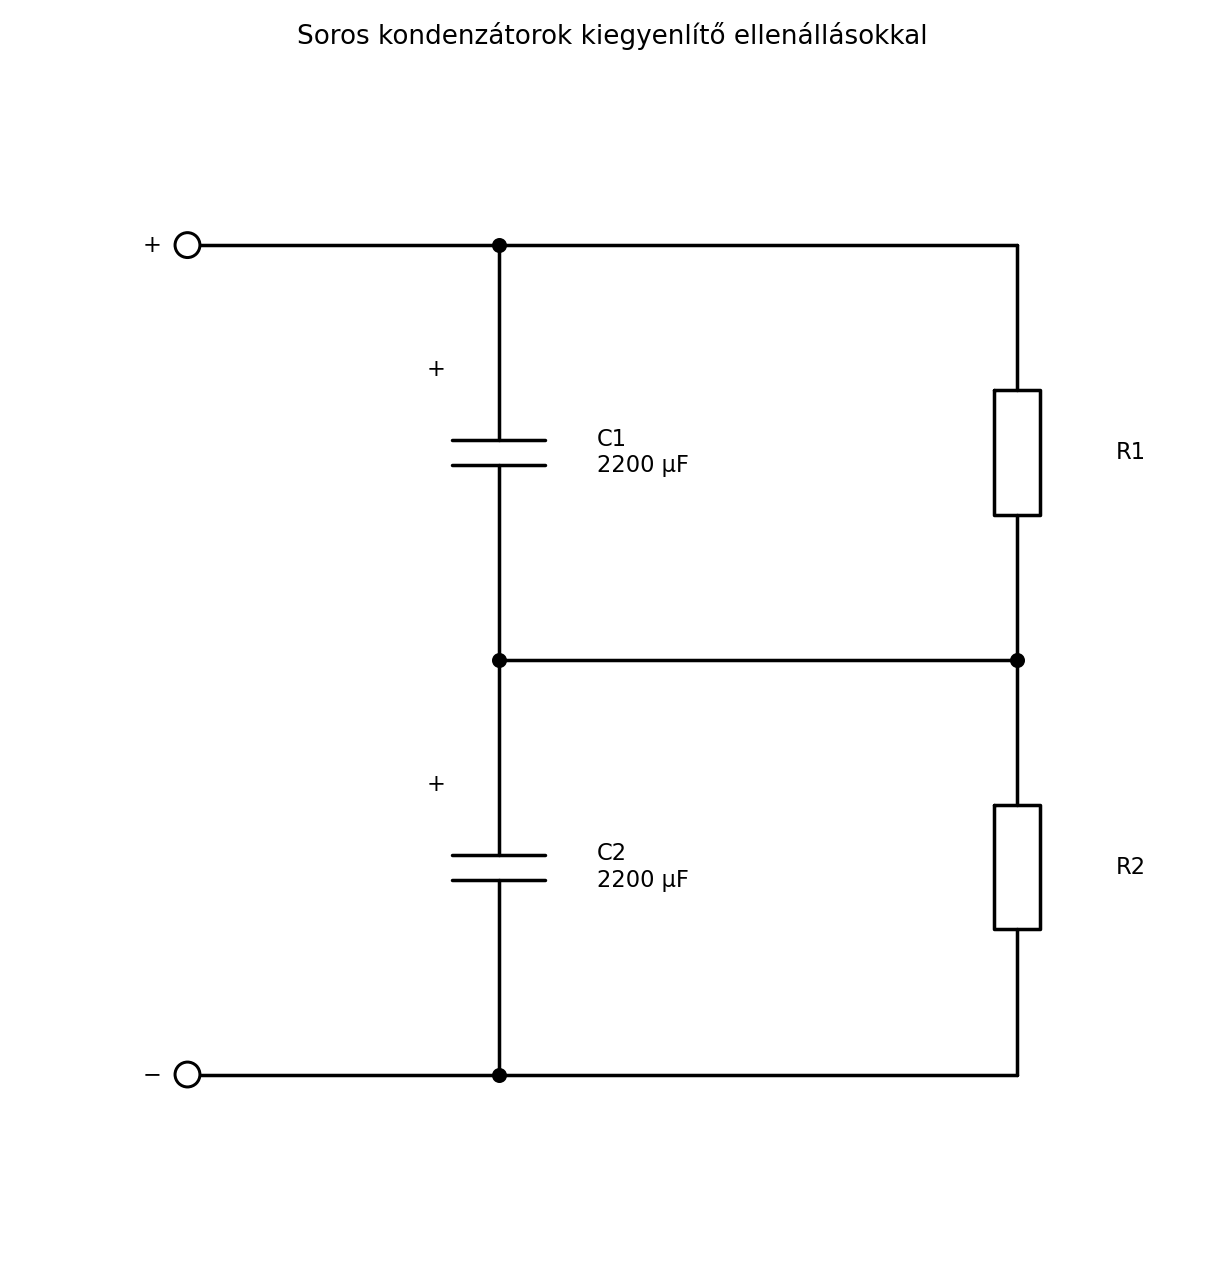 Soros kondenzátorok kiegyenlítő ellenállásokkal
+
+
C1
2200 µF
R1
+
C2
2200 µF
R2
−